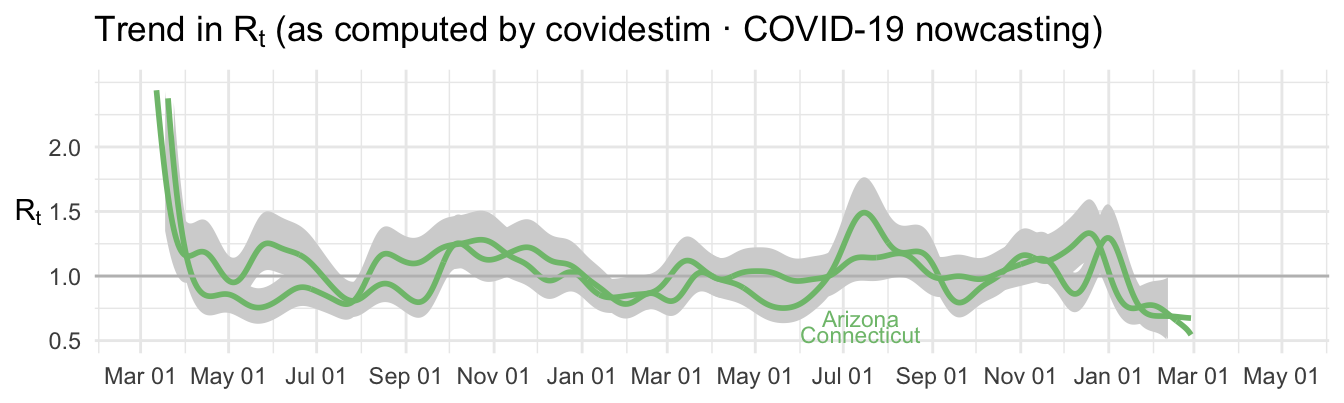 Trend in Rt (as computed by covidestim · COVID-19 nowcasting)
2.0
Rt 1.5
1.0
0.5
Arizona
Connecticut
Mar 01 May 01 Jul 01 Sep 01 Nov 01 Jan 01 Mar 01 May 01 Jul 01 Sep 01 Nov 01 Jan 01 Mar 01 May 01